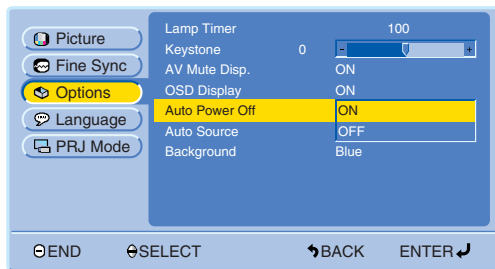 Picture
Fine Sync
Options
Language
PRJ Mode
Lamp Timer 100
Keystone 0 - +
AV Mute Disp. ON
OSD Display ON
Auto Power Off ON
Auto Source OFF
Background Blue
END SELECT BACK ENTER